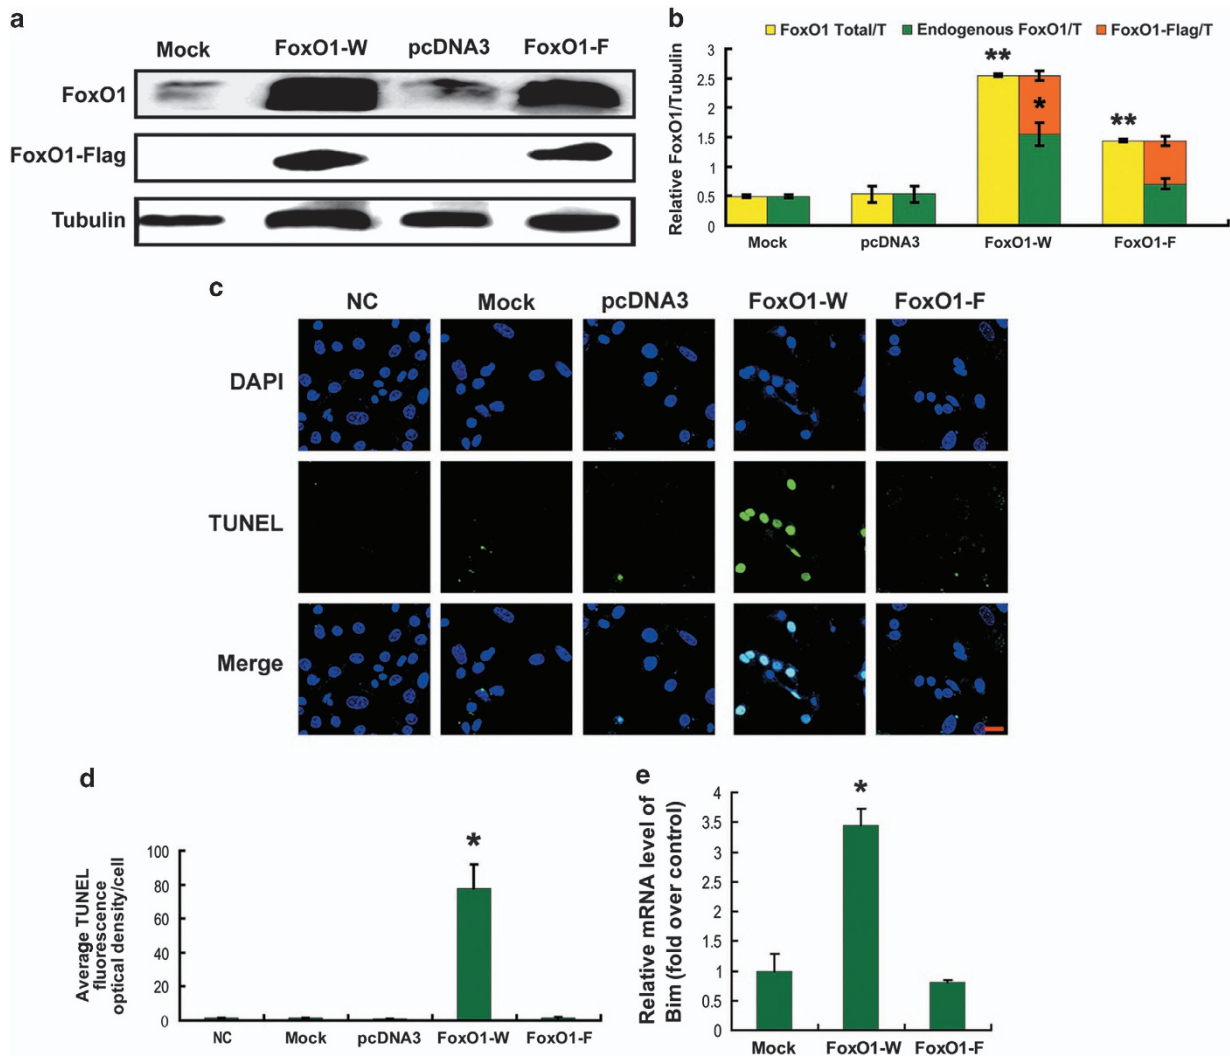 a
Mock FoxO1-W pcDNA3 FoxO1-F
FoxO1
FoxO1-Flag
Tubulin
b
FoxO1 Total/T Endogenous FoxO1/T FoxO1-Flag/T
Relative FoxO1/Tubulin
3
2.5
2
1.5
1
0.5
0
** * **
Mock pcDNA3 FoxO1-W FoxO1-F
c
NC Mock pcDNA3 FoxO1-W FoxO1-F
DAPI
TUNEL
Merge
d
Average TUNEL
fluorescence
optical density/cell
100
80
60
40
20
0
*
NC Mock pcDNA3 FoxO1-W FoxO1-F
e
Relative mRNA level of
Bim (fold over control)
4
3.5
3
2.5
2
1.5
1
0.5
0
*
Mock FoxO1-W FoxO1-F